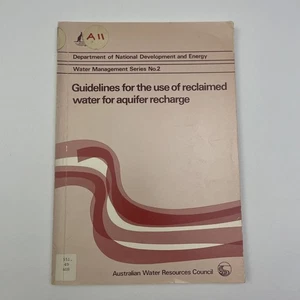 A11
Department of National Development and Energy
Water Management Series No.2
Guidelines for the use of reclaimed
water for aquifer recharge
Australian Water Resources Council